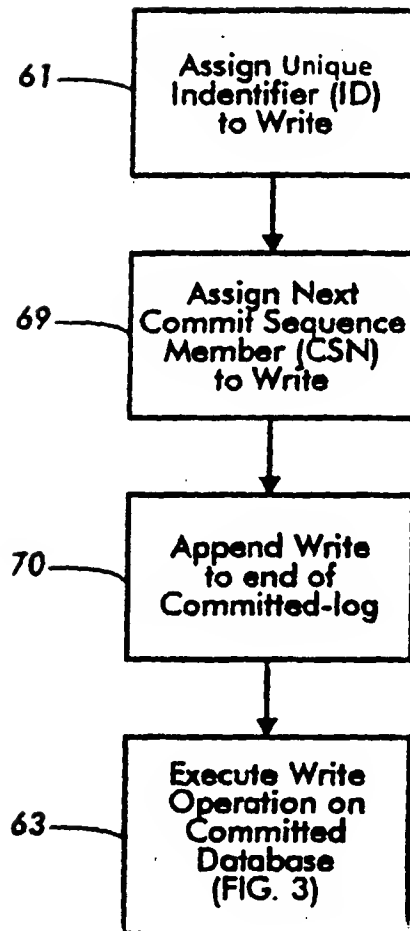 61
Assign Unique
Indentifier (ID)
to Write
69
Assign Next
Commit Sequence
Member (CSN)
to Write
70
Append Write
to end of
Committed-log
63
Execute Write
Operation on
Committed
Database
(FIG. 3)